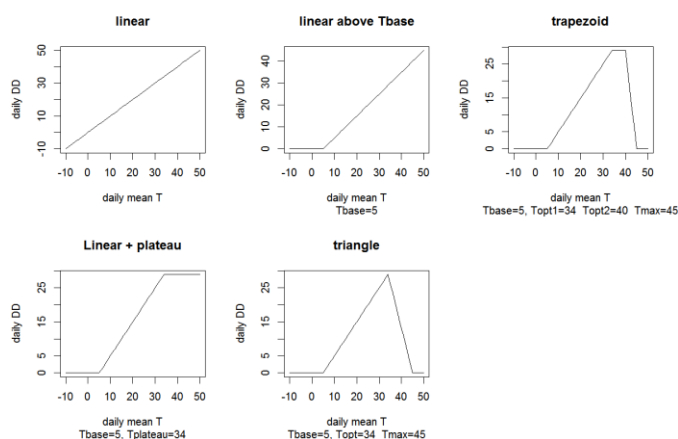 linear
50
30
10
-10
daily DD
-10 0 10 20 30 40 50
daily mean T
linear above Tbase
40
30
20
10
0
daily DD
-10 0 10 20 30 40 50
daily mean T
Tbase=5
trapezoid
25
15
5
0
daily DD
-10 0 10 20 30 40 50
daily mean T
Tbase=5, Topt1=34 Topt2=40 Tmax=45
Linear + plateau
25
15
5
0
daily DD
-10 0 10 20 30 40 50
daily mean T
Tbase=5, Tplateau=34
triangle
25
15
5
0
daily DD
-10 0 10 20 30 40 50
daily mean T
Tbase=5, Topt=34 Tmax=45